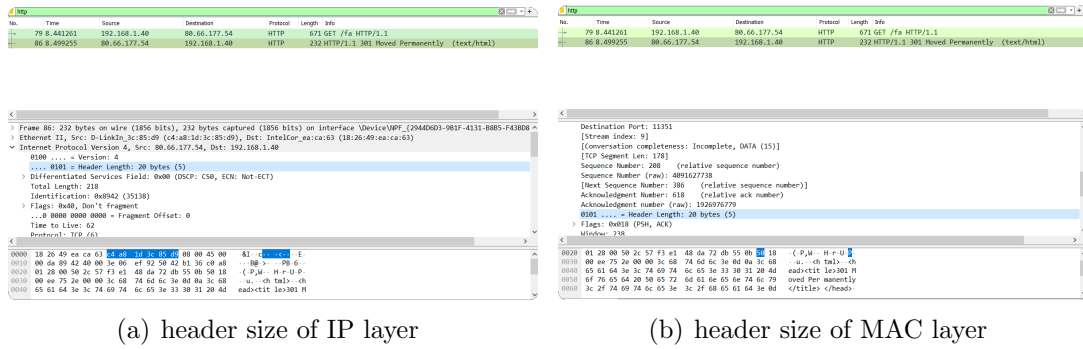 http
No. Time Source Destination Protocol Length Info
79 8.441261 192.168.1.40 80.66.177.54 HTTP 671 GET /fa HTTP/1.1
86 8.499255 80.66.177.54 192.168.1.40 HTTP 232 HTTP/1.1 301 Moved Permanently (text/html)
> Frame 86: 232 bytes on wire (1856 bits), 232 bytes captured (1856 bits) on interface \Device\NPF_{2944D6D3-9B1F-4131-B8B5-F43BD8
> Ethernet II, Src: D-LinkIn_3c:85:d9 (c4:a8:1d:3c:85:d9), Dst: IntelCor_ea:ca:63 (18:26:49:ea:ca:63)
Internet Protocol Version 4, Src: 80.66.177.54, Dst: 192.168.1.40
0100 .... = Version: 4
.... 0101 = Header Length: 20 bytes (5)
> Differentiated Services Field: 0x00 (DSCP: CS0, ECN: Not-ECT)
Total Length: 218
Identification: 0x8942 (35138)
> Flags: 0x40, Don't fragment
...0 0000 0000 0000 = Fragment Offset: 0
Time to Live: 62
Protocol: TCP (6)
0000 18 26 49 ea ca 63 c4 a8 1d 3c 85 d9 08 00 45 00 ·&I··c·· ·<····E·
0010 00 da 89 42 40 00 3e 06 ef 92 50 42 b1 36 c0 a8 ···B@·>· ··PB·6··
0020 01 28 00 50 2c 57 f3 e1 48 da 72 db 55 0b 50 18 ·(·P,W·· H·r·U·P·
0030 00 ee 75 2e 00 00 3c 68 74 6d 6c 3e 0d 0a 3c 68 ··u.··<h tml>··<h
0040 65 61 64 3e 3c 74 69 74 6c 65 3e 33 30 31 20 4d ead><tit le>301 M
(a) header size of IP layer
http
No. Time Source Destination Protocol Length Info
79 8.441261 192.168.1.40 80.66.177.54 HTTP 671 GET /fa HTTP/1.1
86 8.499255 80.66.177.54 192.168.1.40 HTTP 232 HTTP/1.1 301 Moved Permanently (text/html)
Destination Port: 11351
[Stream index: 9]
[Conversation completeness: Incomplete, DATA (15)]
[TCP Segment Len: 178]
Sequence Number: 208 (relative sequence number)
Sequence Number (raw): 4091627738
[Next Sequence Number: 386 (relative sequence number)]
Acknowledgment Number: 618 (relative ack number)
Acknowledgment number (raw): 1926976779
0101 .... = Header Length: 20 bytes (5)
> Flags: 0x018 (PSH, ACK)
Window: 238
0020 01 28 00 50 2c 57 f3 e1 48 da 72 db 55 0b 50 18 ·(·P,W·· H·r·U·P·
0030 00 ee 75 2e 00 00 3c 68 74 6d 6c 3e 0d 0a 3c 68 ··u.··<h tml>··<h
0040 65 61 64 3e 3c 74 69 74 6c 65 3e 33 30 31 20 4d ead><tit le>301 M
0050 6f 76 65 64 20 50 65 72 6d 61 6e 65 6e 74 6c 79 oved Per manently
0060 3c 2f 74 69 74 6c 65 3e 3c 2f 68 65 61 64 3e 0d </title> </head>·
(b) header size of MAC layer